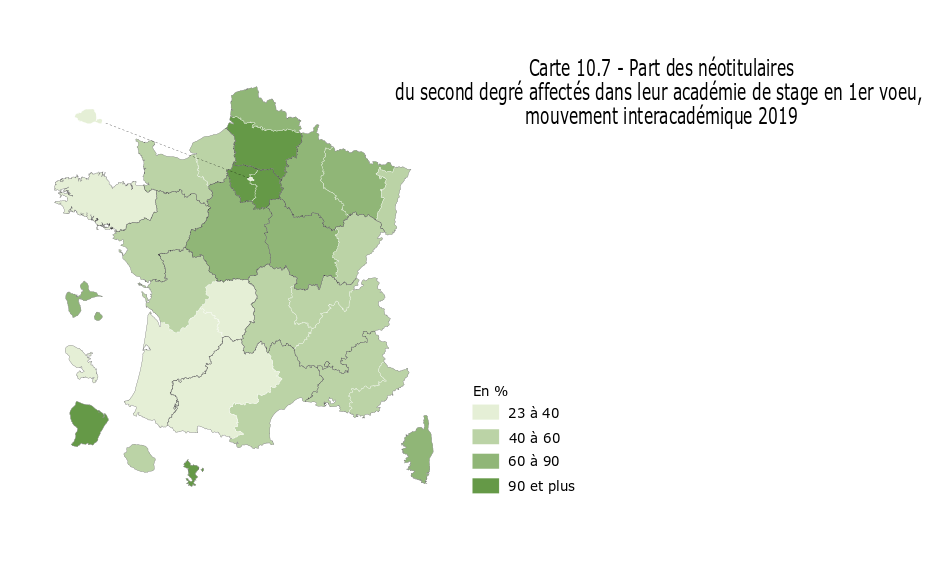 Carte 10.7 - Part des néotitulaires
du second degré affectés dans leur académie de stage en 1er voeu,
mouvement interacadémique 2019
En %
23 à 40
40 à 60
60 à 90
90 et plus